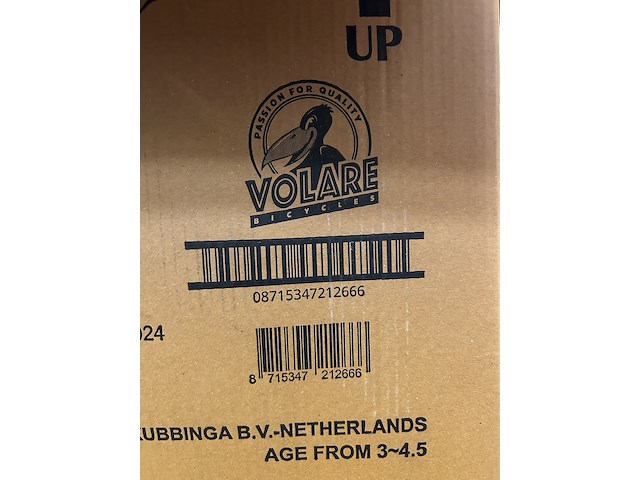 UP
PASSION FOR QUALITY
VOLARE
BICYCLES
08715347212666
024
8 715347 212666
KUBBINGA B.V.-NETHERLANDS
AGE FROM 3~4.5